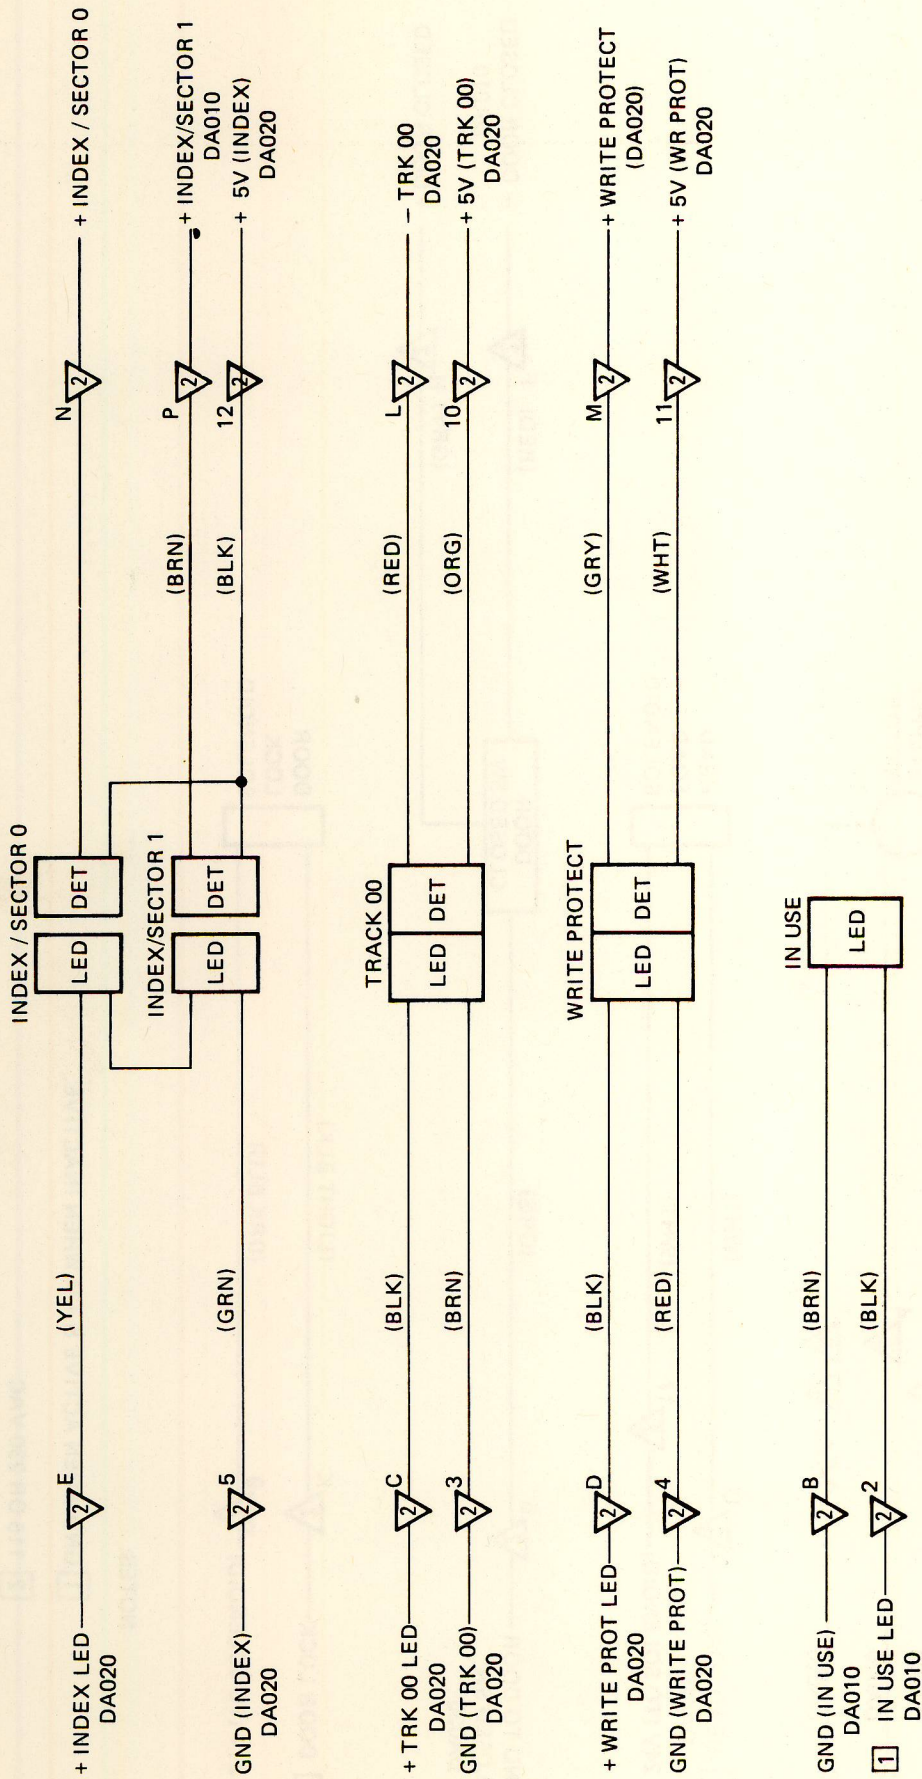 INDEX / SECTOR 0
+ INDEX LED
DA020
2
E
(YEL)
LED
DET
N
2
+ INDEX / SECTOR 0
INDEX/SECTOR 1
LED
DET
(BRN)
P
2
+ INDEX/SECTOR 1
DA010
GND (INDEX)
DA020
2
5
(GRN)
(BLK)
12
2
+ 5V (INDEX)
DA020
TRACK 00
+ TRK 00 LED
DA020
2
C
(BLK)
LED
DET
(RED)
L
2
– TRK 00
DA020
GND (TRK 00)
DA020
2
3
(BRN)
(ORG)
10
2
+ 5V (TRK 00)
DA020
WRITE PROTECT
+ WRITE PROT LED
DA020
2
D
(BLK)
LED
DET
(GRY)
M
2
+ WRITE PROTECT
(DA020)
GND (WRITE PROT)
DA020
2
4
(RED)
(WHT)
11
2
+ 5V (WR PROT)
DA020
IN USE
GND (IN USE)
DA010
2
B
(BRN)
LED
1 IN USE LED
DA010
2
2
(BLK)